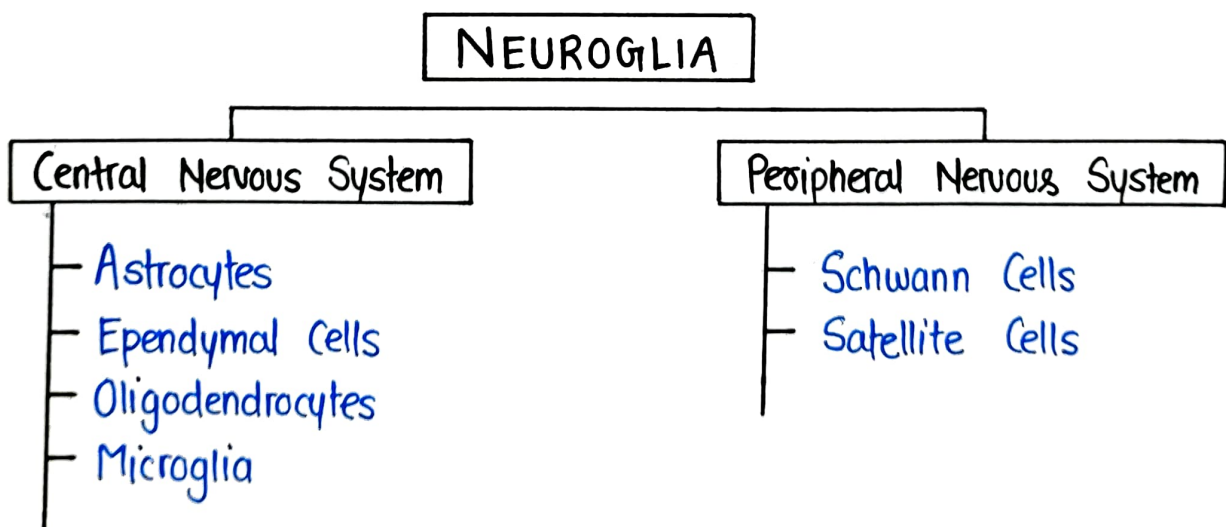 NEUROGLIA
Central Nervous System
Astrocytes
Ependymal Cells
Oligodendrocytes
Microglia
Peripheral Nervous System
Schwann Cells
Satellite Cells